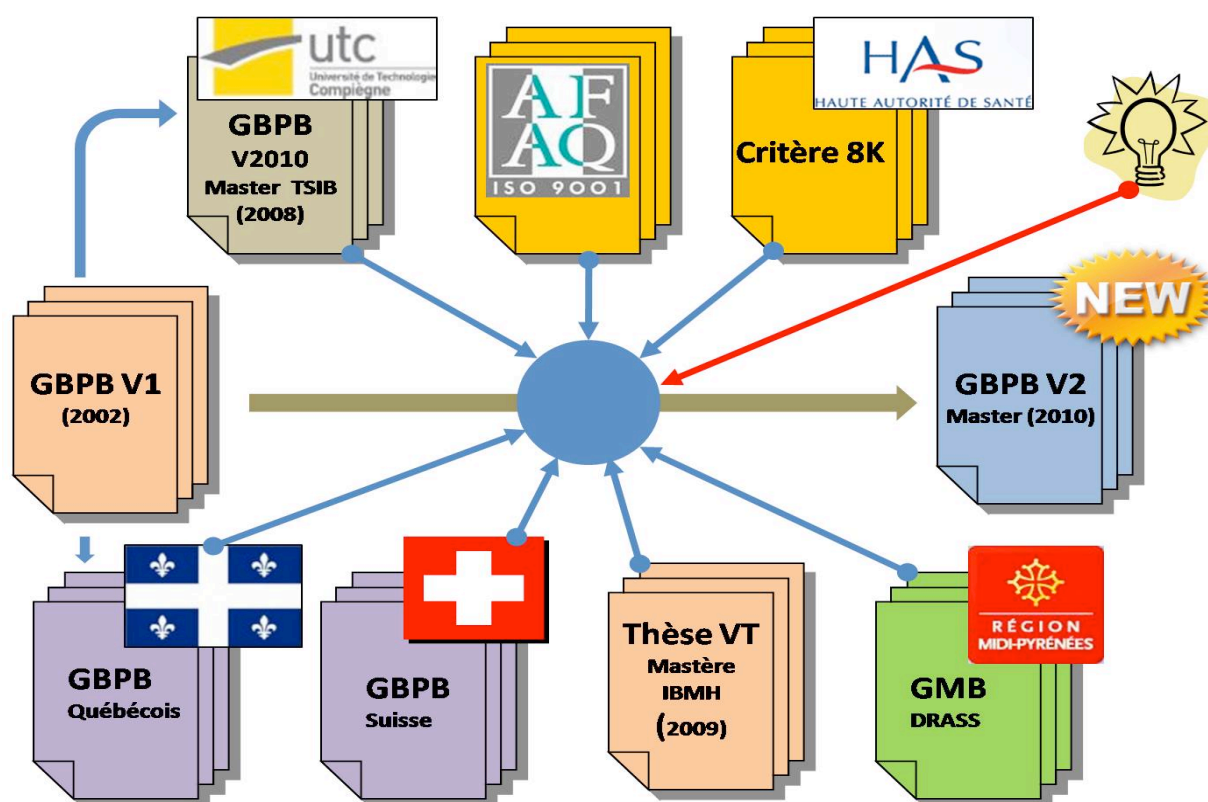 utc
Université de Technologie
Compiègne
GBPB
V2010
Master TSIB
(2008)
AF
AQ
ISO 9001
HAS
HAUTE AUTORITÉ DE SANTÉ
Critère 8K
GBPB V1
(2002)
NEW
GBPB V2
Master (2010)
GBPB
Québécois
GBPB
Suisse
Thèse VT
Mastère
IBMH
(2009)
RÉGION
MIDI-PYRÉNÉES
GMB
DRASS